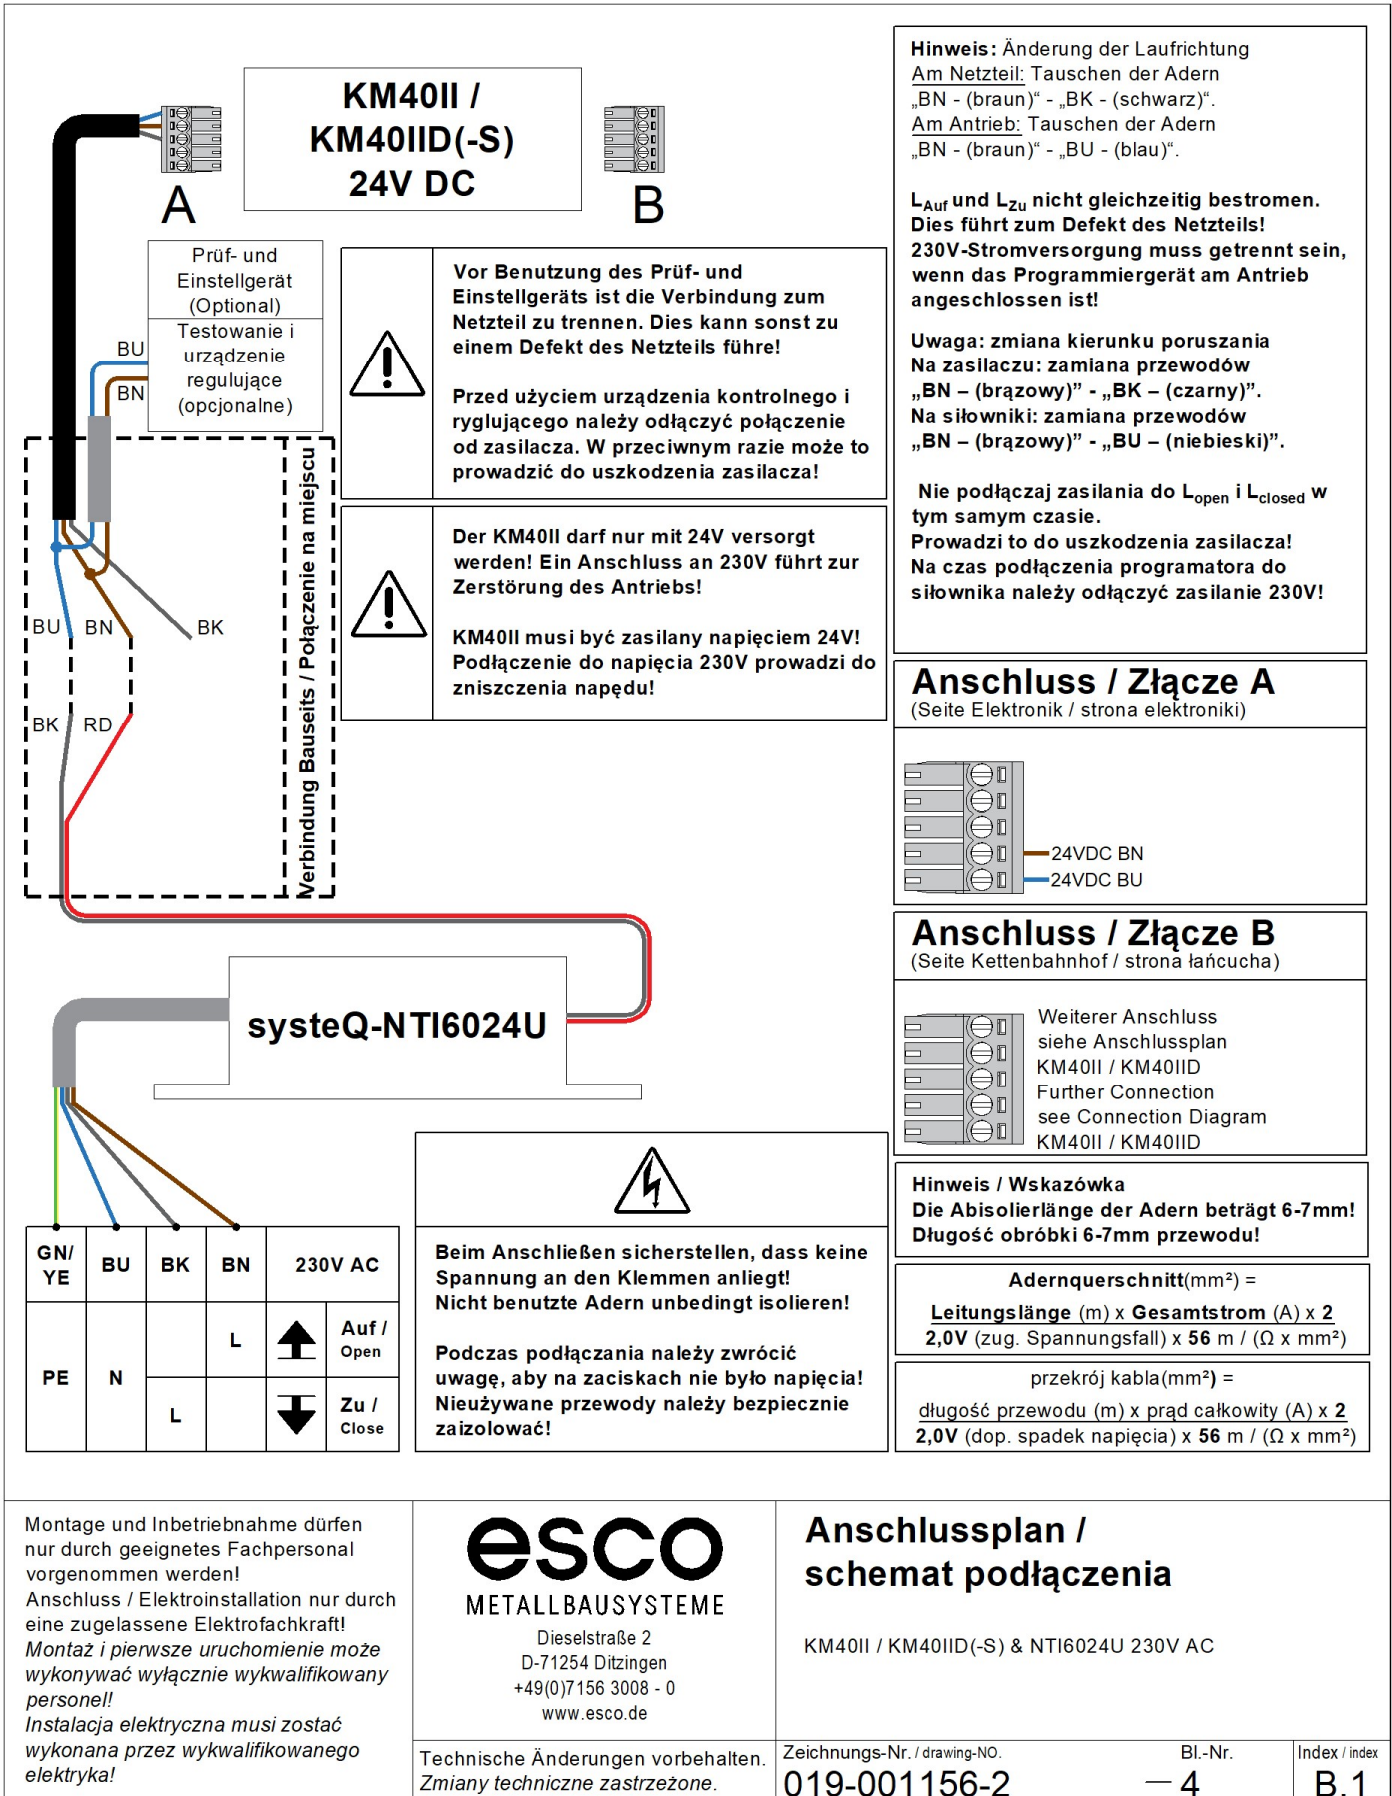 KM40II /
KM40IID(-S)
24V DC
A
B
Prüf- und
Einstellgerät
(Optional)
Testowanie i
urządzenie
regulujące
(opcjonalne)
BU
BN
BU
BN
BK
BK
RD
Verbindung Bauseits / Połączenie na miejscu
Vor Benutzung des Prüf- und
Einstellgeräts ist die Verbindung zum
Netzteil zu trennen. Dies kann sonst zu
einem Defekt des Netzteils führe!
Przed użyciem urządzenia kontrolnego i
ryglującego należy odłączyć połączenie
od zasilacza. W przeciwnym razie może to
prowadzić do uszkodzenia zasilacza!
Der KM40II darf nur mit 24V versorgt
werden! Ein Anschluss an 230V führt zur
Zerstörung des Antriebs!
KM40II musi być zasilany napięciem 24V!
Podłączenie do napięcia 230V prowadzi do
zniszczenia napędu!
Hinweis: Änderung der Laufrichtung
Am Netzteil: Tauschen der Adern
„BN - (braun)“ - „BK - (schwarz)“.
Am Antrieb: Tauschen der Adern
„BN - (braun)“ - „BU - (blau)“.
LAuf und LZu nicht gleichzeitig bestromen.
Dies führt zum Defekt des Netzteils!
230V-Stromversorgung muss getrennt sein,
wenn das Programmiergerät am Antrieb
angeschlossen ist!
Uwaga: zmiana kierunku poruszania
Na zasilaczu: zamiana przewodów
„BN – (brązowy)” - „BK – (czarny)”.
Na siłowniki: zamiana przewodów
„BN – (brązowy)” - „BU – (niebieski)”.
Nie podłączaj zasilania do Lopen i Lclosed w
tym samym czasie.
Prowadzi to do uszkodzenia zasilacza!
Na czas podłączenia programatora do
siłownika należy odłączyć zasilanie 230V!
Anschluss / Złącze A
(Seite Elektronik / strona elektroniki)
24VDC BN
24VDC BU
Anschluss / Złącze B
(Seite Kettenbahnhof / strona łańcucha)
Weiterer Anschluss
siehe Anschlussplan
KM40II / KM40IID
Further Connection
see Connection Diagram
KM40II / KM40IID
systeQ-NTI6024U
GN/
YE
BU
BK
BN
230V AC
PE
N
L
Auf /
Open
L
Zu /
Close
Beim Anschließen sicherstellen, dass keine
Spannung an den Klemmen anliegt!
Nicht benutzte Adern unbedingt isolieren!
Podczas podłączania należy zwrócić
uwagę, aby na zaciskach nie było napięcia!
Nieużywane przewody należy bezpiecznie
zaizolować!
Hinweis / Wskazówka
Die Abisolierlänge der Adern beträgt 6-7mm!
Długość obróbki 6-7mm przewodu!
Adernquerschnitt(mm²) =
Leitungslänge (m) x Gesamtstrom (A) x 2
2,0V (zug. Spannungsfall) x 56 m / (Ω x mm²)
przekrój kabla(mm²) =
długość przewodu (m) x prąd całkowity (A) x 2
2,0V (dop. spadek napięcia) x 56 m / (Ω x mm²)
Montage und Inbetriebnahme dürfen
nur durch geeignetes Fachpersonal
vorgenommen werden!
Anschluss / Elektroinstallation nur durch
eine zugelassene Elektrofachkraft!
Montaż i pierwsze uruchomienie może
wykonywać wyłącznie wykwalifikowany
personel!
Instalacja elektryczna musi zostać
wykonana przez wykwalifikowanego
elektryka!
esco
METALLBAUSYSTEME
Dieselstraße 2
D-71254 Ditzingen
+49(0)7156 3008 - 0
www.esco.de
Technische Änderungen vorbehalten.
Zmiany techniczne zastrzeżone.
Anschlussplan /
schemat podłączenia
KM40II / KM40IID(-S) & NTI6024U 230V AC
Zeichnungs-Nr. / drawing-NO.
019-001156-2
Bl.-Nr.
— 4
Index / index
B.1